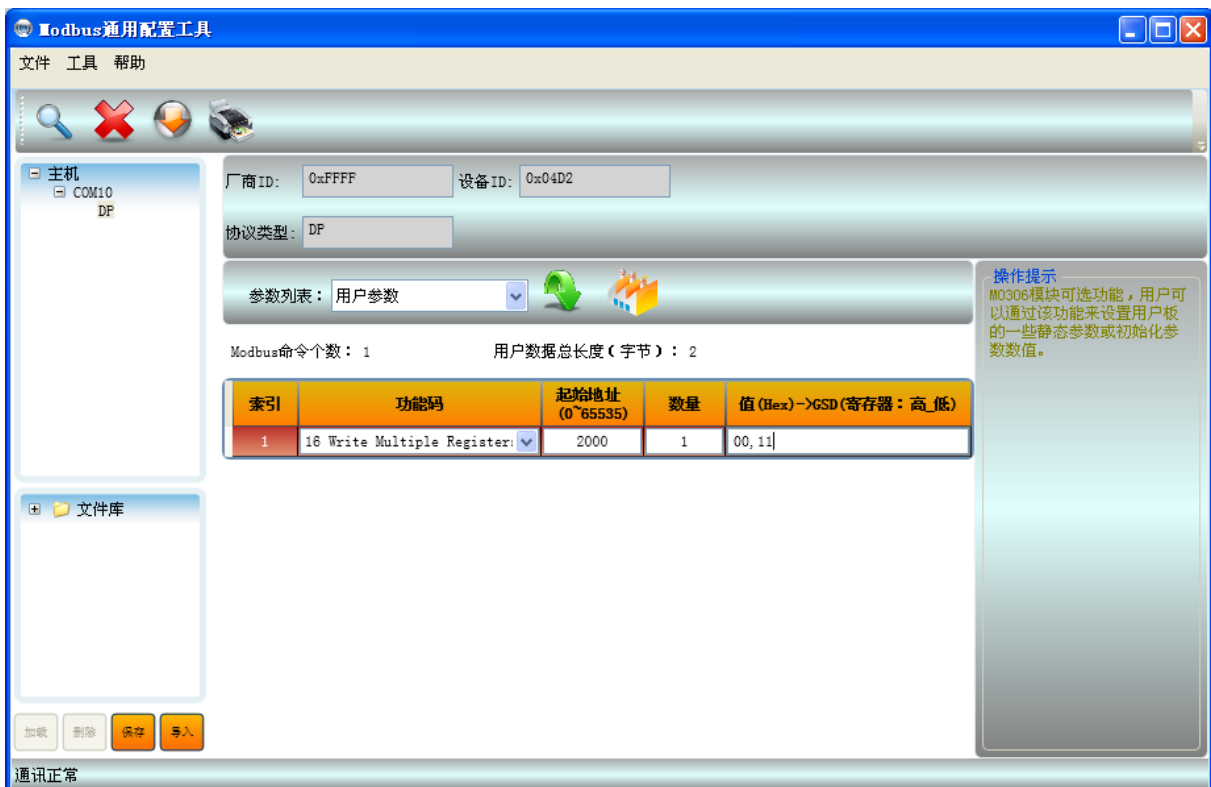 Modbus通用配置工具
文件 工具 帮助
主机
COM10
DP
厂商ID: 0xFFFF 设备ID: 0x04D2
协议类型: DP
参数列表： 用户参数
Modbus命令个数： 1 用户数据总长度(字节)： 2
索引 功能码 起始地址 (0~65535) 数量 值(Hex)->GSD(寄存器：高_低)
1 16 Write Multiple Register 2000 1 00,11
操作提示
M0306模块可选功能，用户可
以通过该功能来设置用户板
的一些静态参数或初始化参
数数值。
文件库
加载 删除 保存 导入
通讯正常